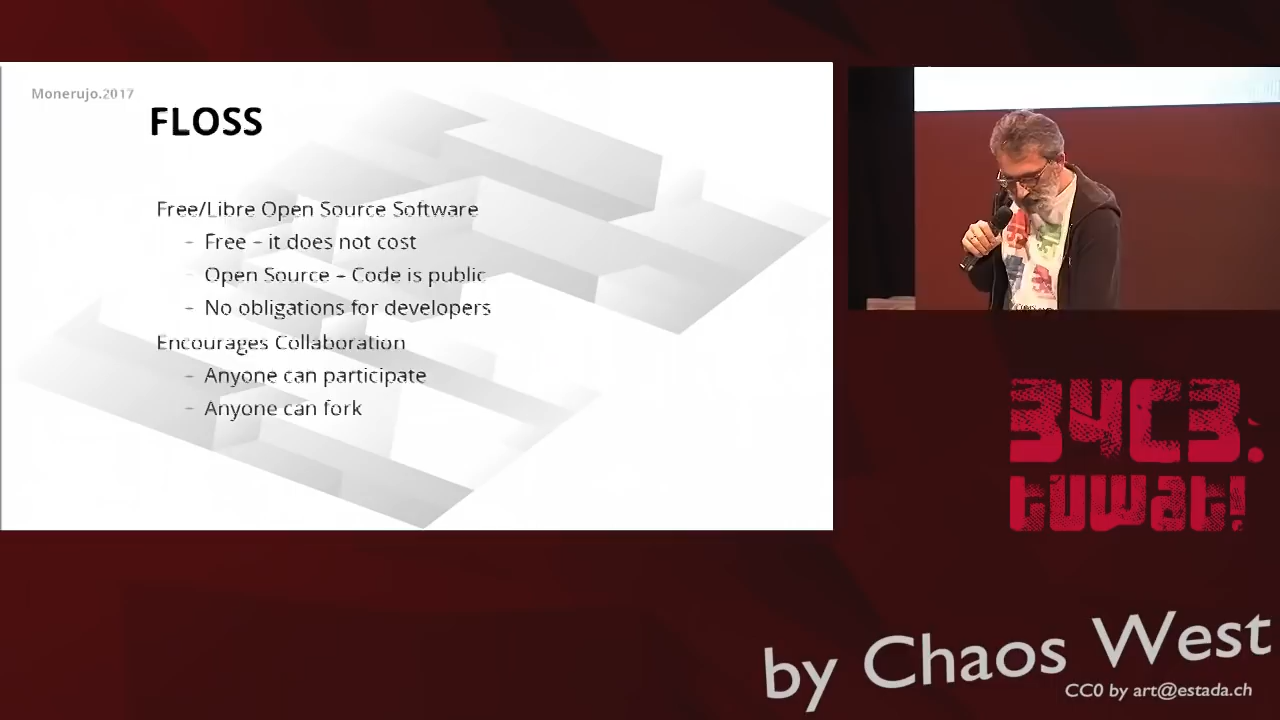 Monerujo.2017
FLOSS
Free/Libre Open Source Software
– Free – it does not cost
– Open Source – Code is public
– No obligations for developers
Encourages Collaboration
– Anyone can participate
– Anyone can fork
34C3:
tuwat!
by Chaos West
CC0 by art@estada.ch